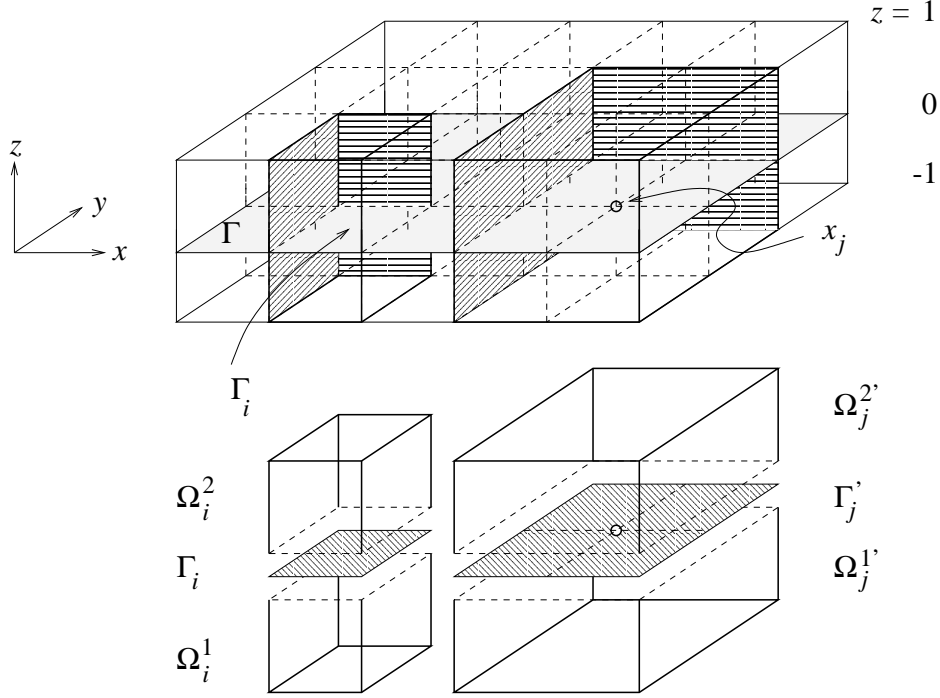 z = 1
0
-1
z
y
x
Γ
x_j
Γ_i
Ω_j^2'
Ω_i^2
Γ_j'
Γ_i
Ω_j^1'
Ω_i^1